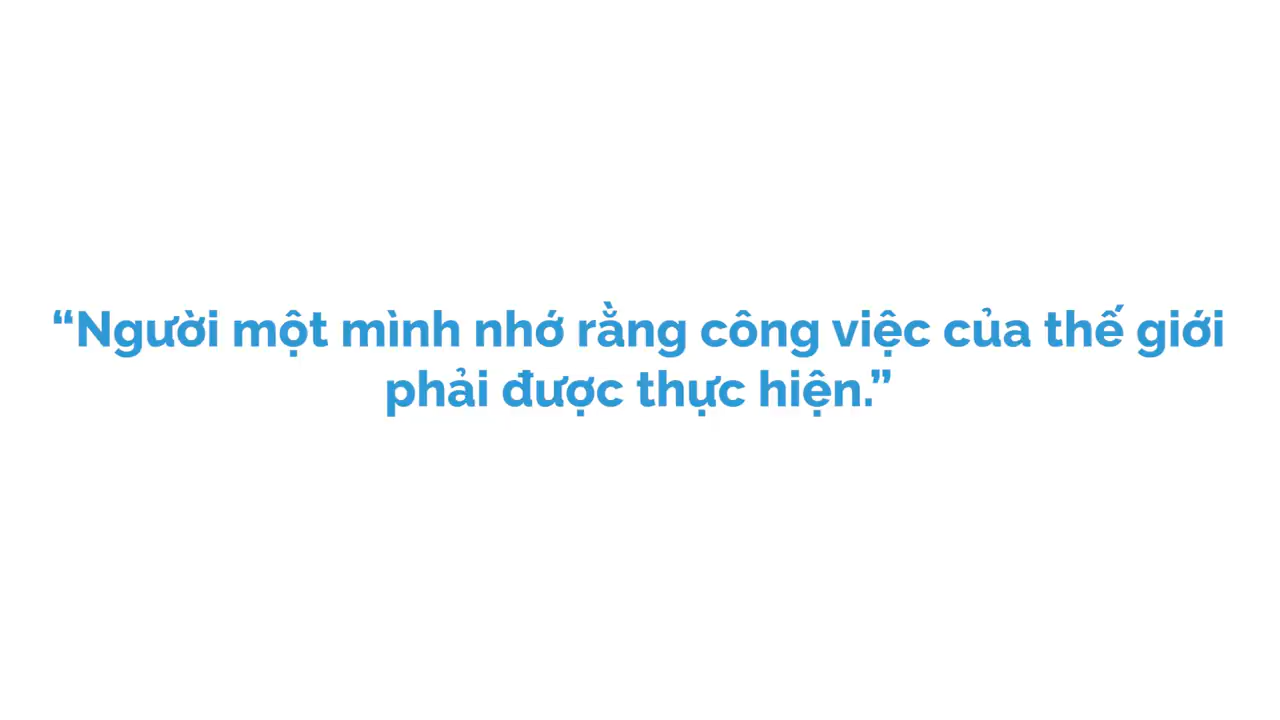 “Người một mình nhớ rằng công việc của thế giới
phải được thực hiện.”